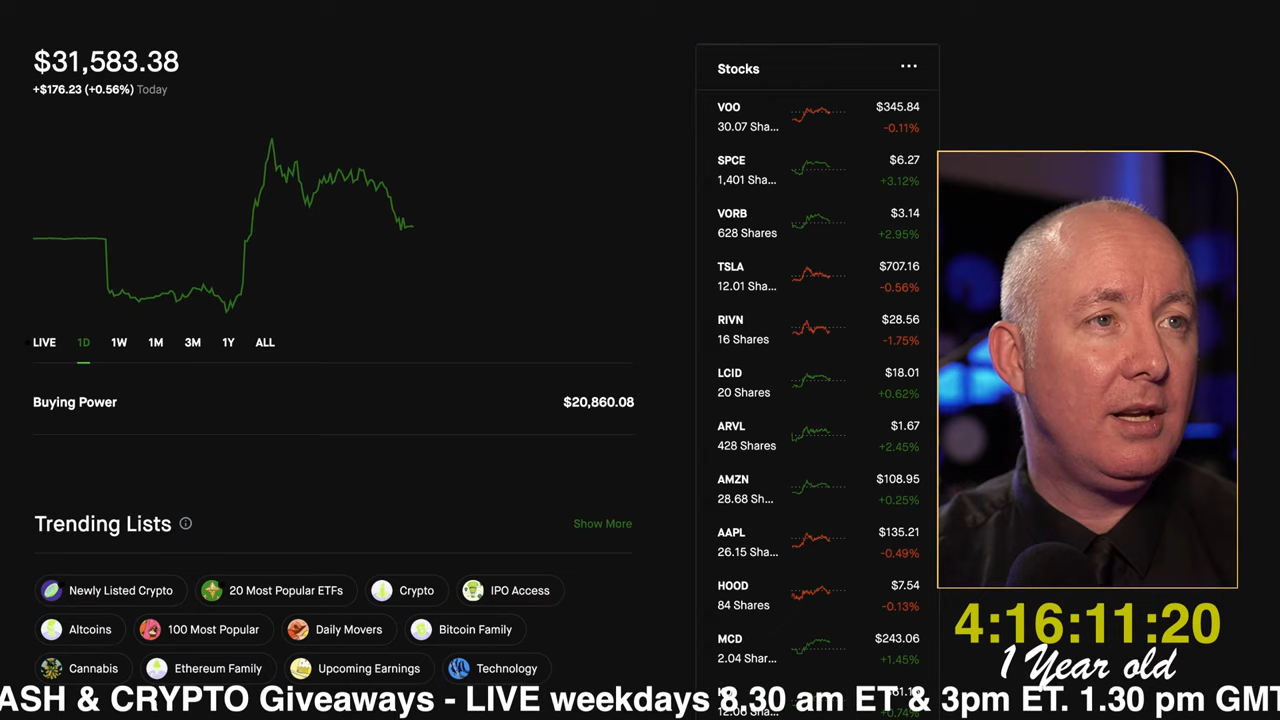 $31,583.38
+$176.23 (+0.56%) Today
LIVE 1D 1W 1M 3M 1Y ALL
Buying Power $20,860.08
Trending Lists Show More
Newly Listed Crypto 20 Most Popular ETFs Crypto IPO Access
Altcoins 100 Most Popular Daily Movers Bitcoin Family
Cannabis Ethereum Family Upcoming Earnings Technology
Stocks
VOO $345.84
30.07 Sha... -0.11%
SPCE $6.27
1,401 Sha... +3.12%
VORB $3.14
628 Shares +2.95%
TSLA $707.16
12.01 Sha... -0.56%
RIVN $28.56
16 Shares -1.75%
LCID $18.01
20 Shares +0.62%
ARVL $1.67
428 Shares +2.45%
AMZN $108.95
28.68 Sh... +0.25%
AAPL $135.21
26.15 Sha... -0.49%
HOOD $7.54
84 Shares -0.13%
MCD $243.06
2.04 Shar... +1.45%
12.06 Sha... +0.74%
4:16:11:20
1 Year old
ASH & CRYPTO Giveaways - LIVE weekdays 8.30 am ET & 3pm ET. 1.30 pm GMT